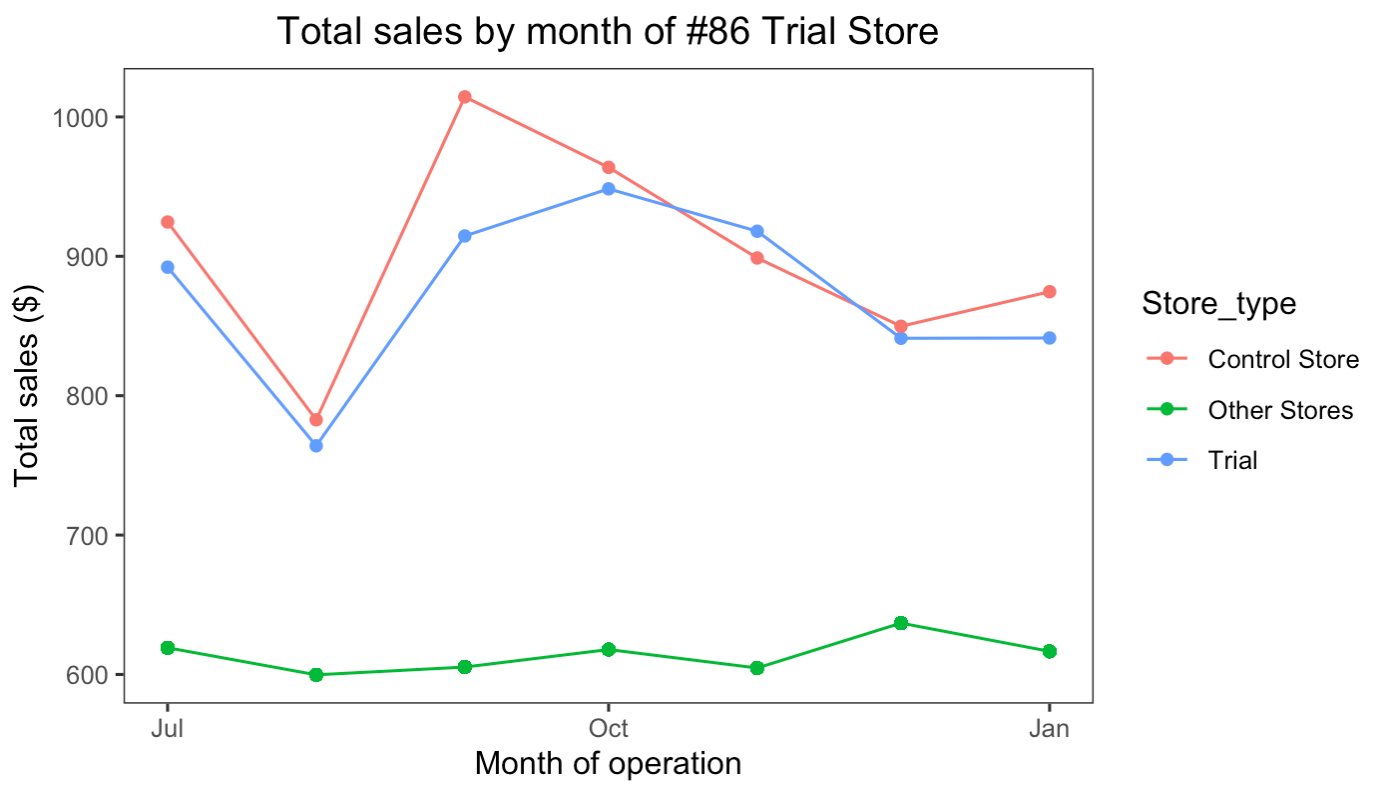 Total sales by month of #86 Trial Store
Total sales ($)
1000
900
800
700
600
Jul Oct Jan
Month of operation
Store_type
Control Store
Other Stores
Trial